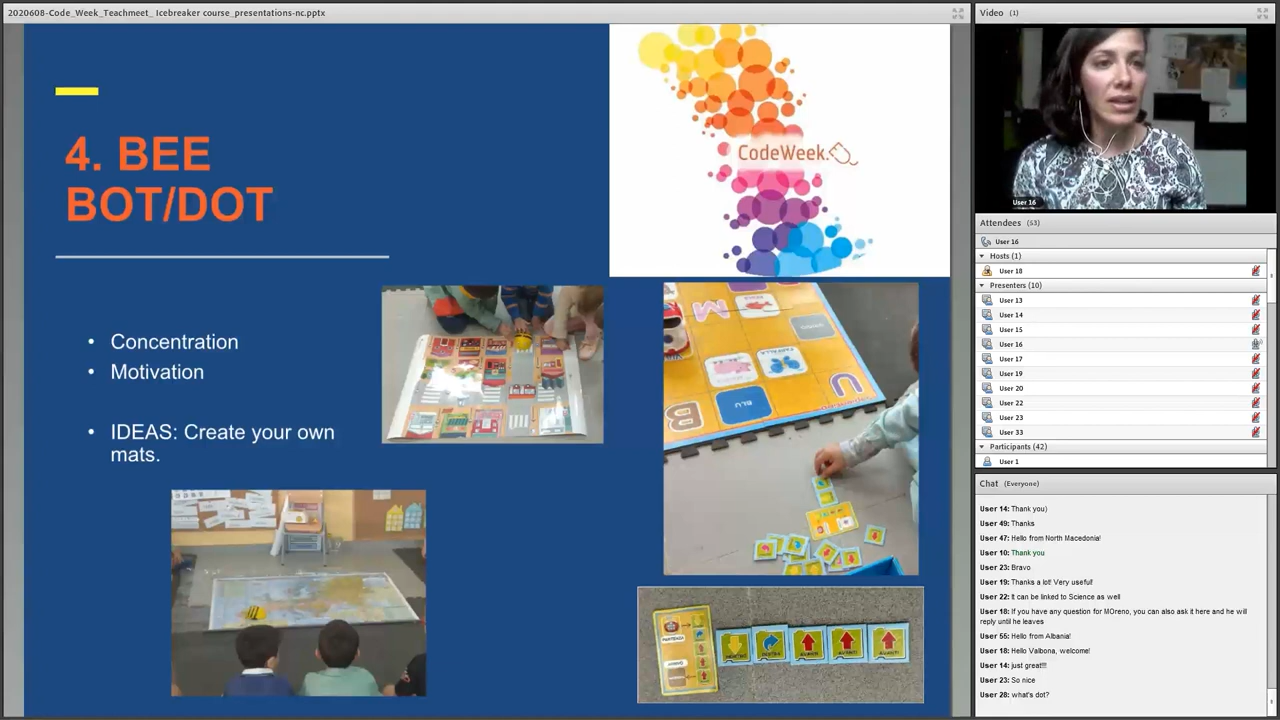 2020608-Code_Week_Teachmeet_ Icebreaker course_presentations-nc.pptx
4. BEE
BOT/DOT
CodeWeek.
• Concentration
• Motivation
• IDEAS: Create your own
mats.
M
U
B
BLU
PARTENZA
Video (1)
User 16
Attendees (53)
User 16
Hosts (1)
User 18
Presenters (10)
User 13
User 14
User 15
User 16
User 17
User 19
User 20
User 22
User 23
User 33
Participants (42)
User 1
Chat (Everyone)
User 14: Thank you)
User 49: Thanks
User 47: Hello from North Macedonia!
User 10: Thank you
User 23: Bravo
User 19: Thanks a lot! Very useful!
User 22: It can be linked to Science as well
User 18: If you have any question for MOreno, you can also ask it here and he will
reply until he leaves
User 55: Hello from Albania!
User 18: Hello Valbona, welcome!
User 14: just great!!!
User 23: So nice
User 28: what's dot?